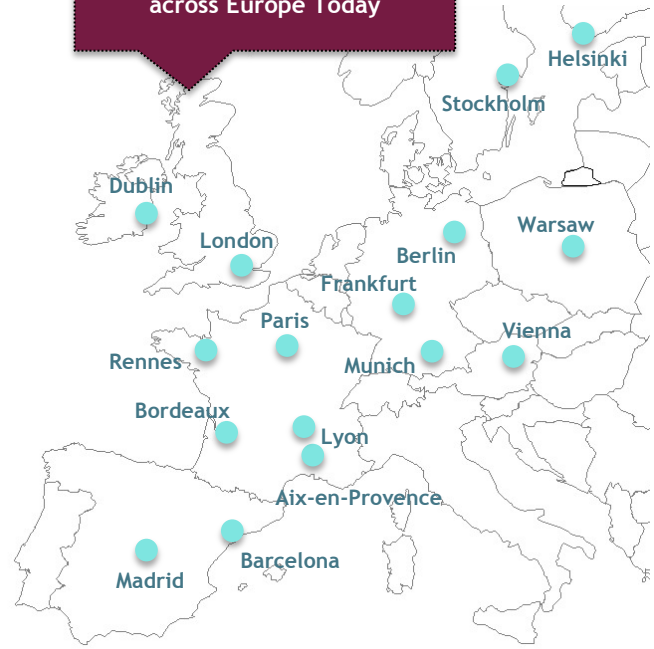 across Europe Today
Helsinki
Stockholm
Dublin
Warsaw
London
Berlin
Frankfurt
Paris
Vienna
Rennes
Munich
Bordeaux
Lyon
Aix-en-Provence
Barcelona
Madrid